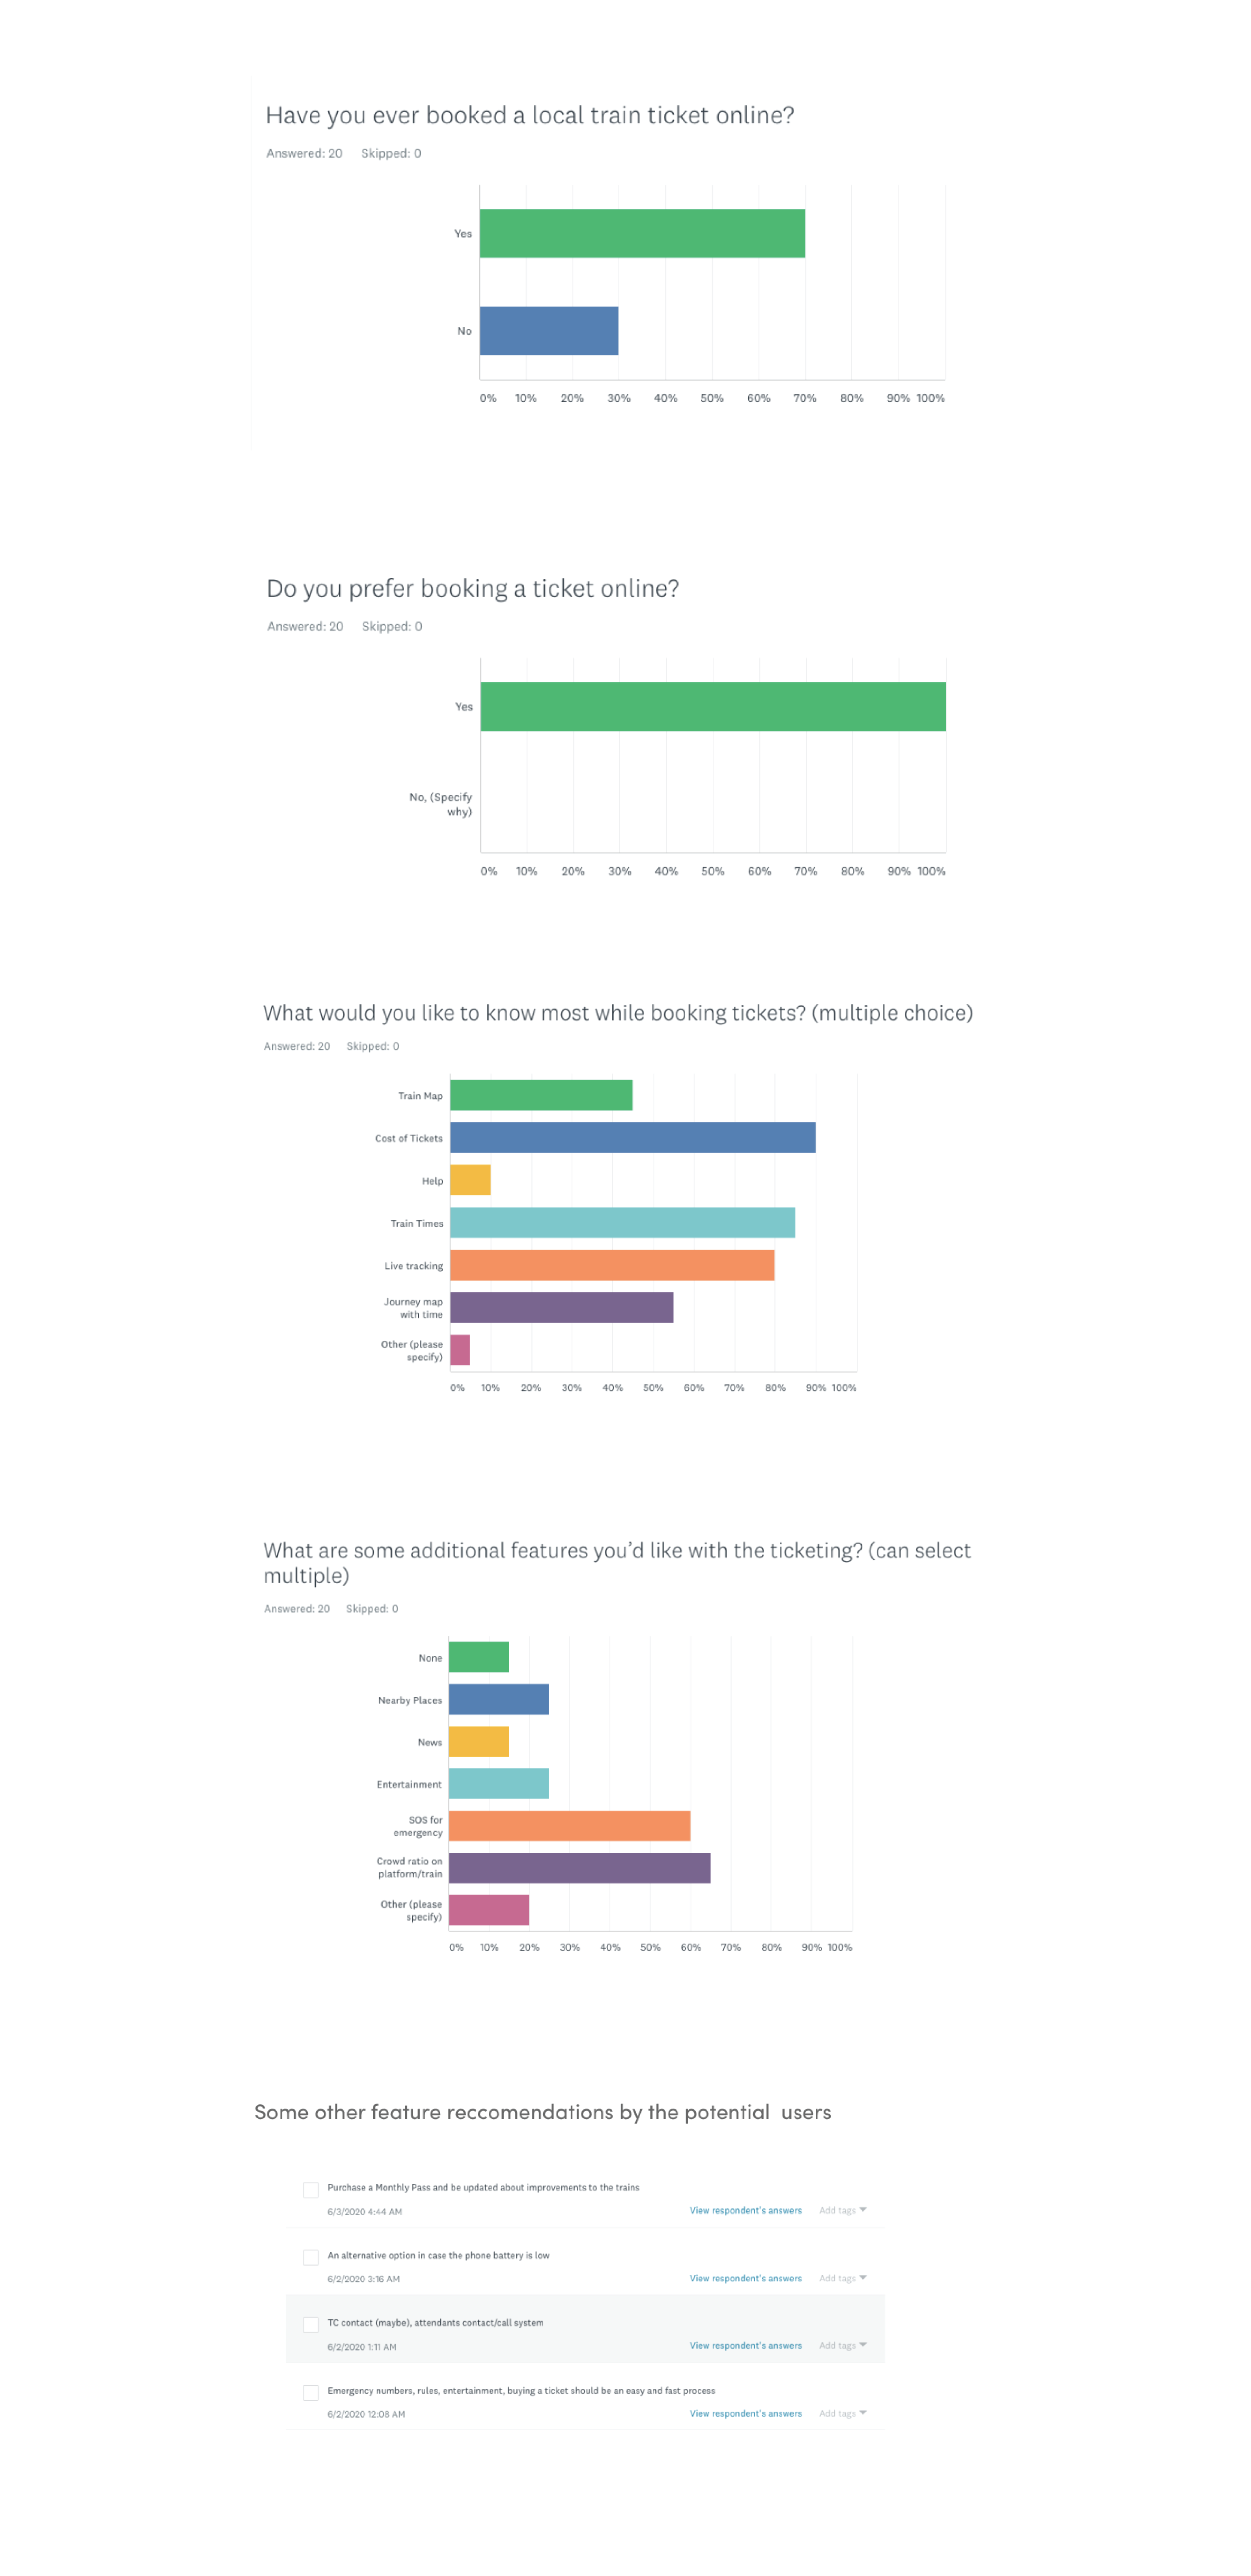 Have you ever booked a local train ticket online?
Answered: 20 Skipped: 0
Yes
No
0% 10% 20% 30% 40% 50% 60% 70% 80% 90% 100%
Do you prefer booking a ticket online?
Answered: 20 Skipped: 0
Yes
No, (Specify
why)
0% 10% 20% 30% 40% 50% 60% 70% 80% 90% 100%
What would you like to know most while booking tickets? (multiple choice)
Answered: 20 Skipped: 0
Train Map
Cost of Tickets
Help
Train Times
Live tracking
Journey map
with time
Other (please
specify)
0% 10% 20% 30% 40% 50% 60% 70% 80% 90% 100%
What are some additional features you’d like with the ticketing? (can select
multiple)
Answered: 20 Skipped: 0
None
Nearby Places
News
Entertainment
SOS for
emergency
Crowd ratio on
platform/train
Other (please
specify)
0% 10% 20% 30% 40% 50% 60% 70% 80% 90% 100%
Some other feature reccomendations by the potential users
Purchase a Monthly Pass and be updated about improvements to the trains
6/3/2020 4:44 AM View respondent's answers Add tags
An alternative option in case the phone battery is low
6/2/2020 3:16 AM View respondent's answers Add tags
TC contact (maybe), attendants contact/call system
6/2/2020 1:11 AM View respondent's answers Add tags
Emergency numbers, rules, entertainment, buying a ticket should be an easy and fast process
6/2/2020 12:08 AM View respondent's answers Add tags